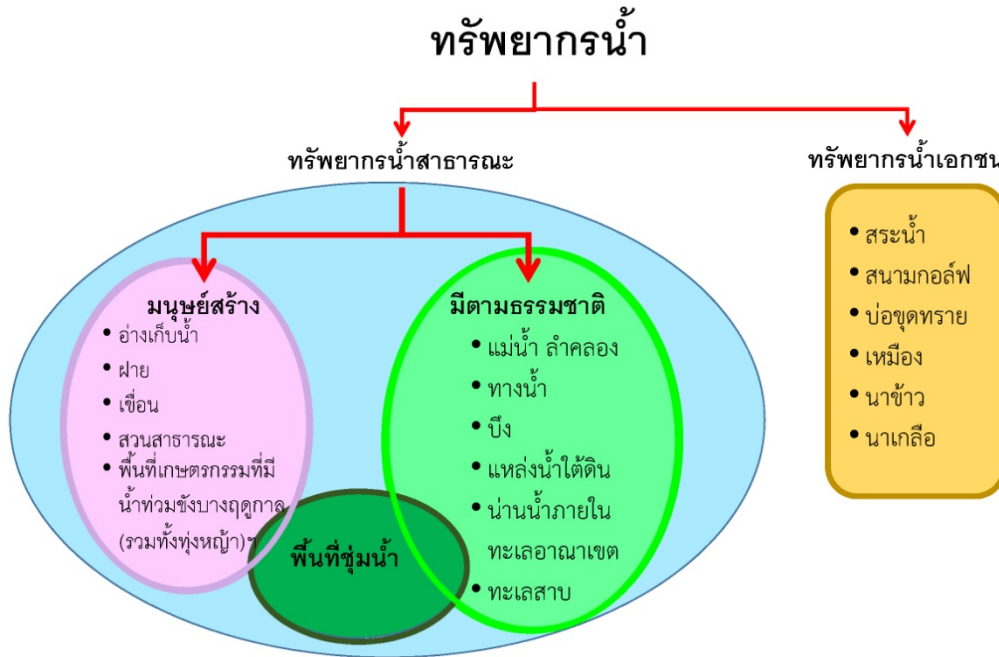 ทรัพยากรน้ำ
ทรัพยากรน้ำสาธารณะ
ทรัพยากรน้ำเอกชน
มนุษย์สร้าง
• อ่างเก็บน้ำ
• ฝาย
• เขื่อน
• สวนสาธารณะ
• พื้นที่เกษตรกรรมที่มี
น้ำท่วมขังบางฤดูกาล
(รวมทั้งทุ่งหญ้า)ฯ
มีตามธรรมชาติ
• แม่น้ำ ลำคลอง
• ทางน้ำ
• บึง
• แหล่งน้ำใต้ดิน
• น่านน้ำภายใน
ทะเลอาณาเขต
• ทะเลสาบ
พื้นที่ชุ่มน้ำ
• สระน้ำ
• สนามกอล์ฟ
• บ่อขุดทราย
• เหมือง
• นาข้าว
• นาเกลือ